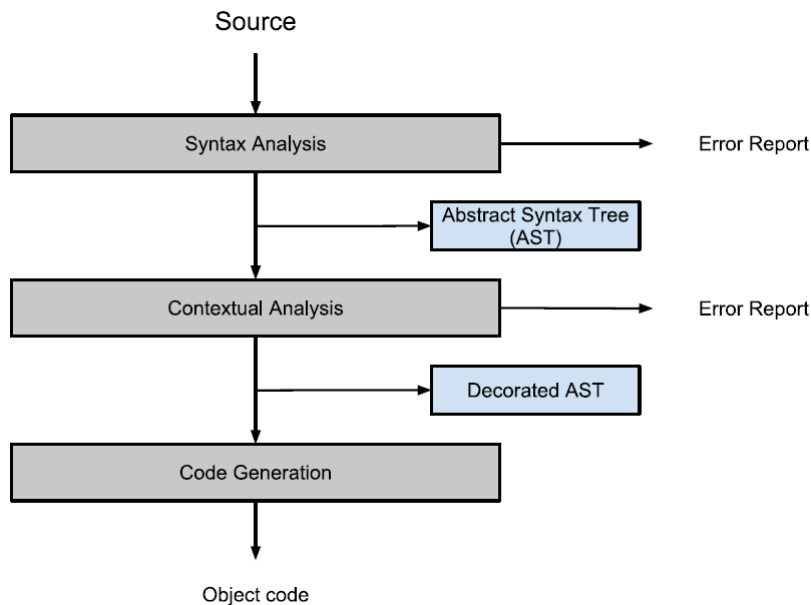 Source
Syntax Analysis
Error Report
Abstract Syntax Tree
(AST)
Contextual Analysis
Error Report
Decorated AST
Code Generation
Object code